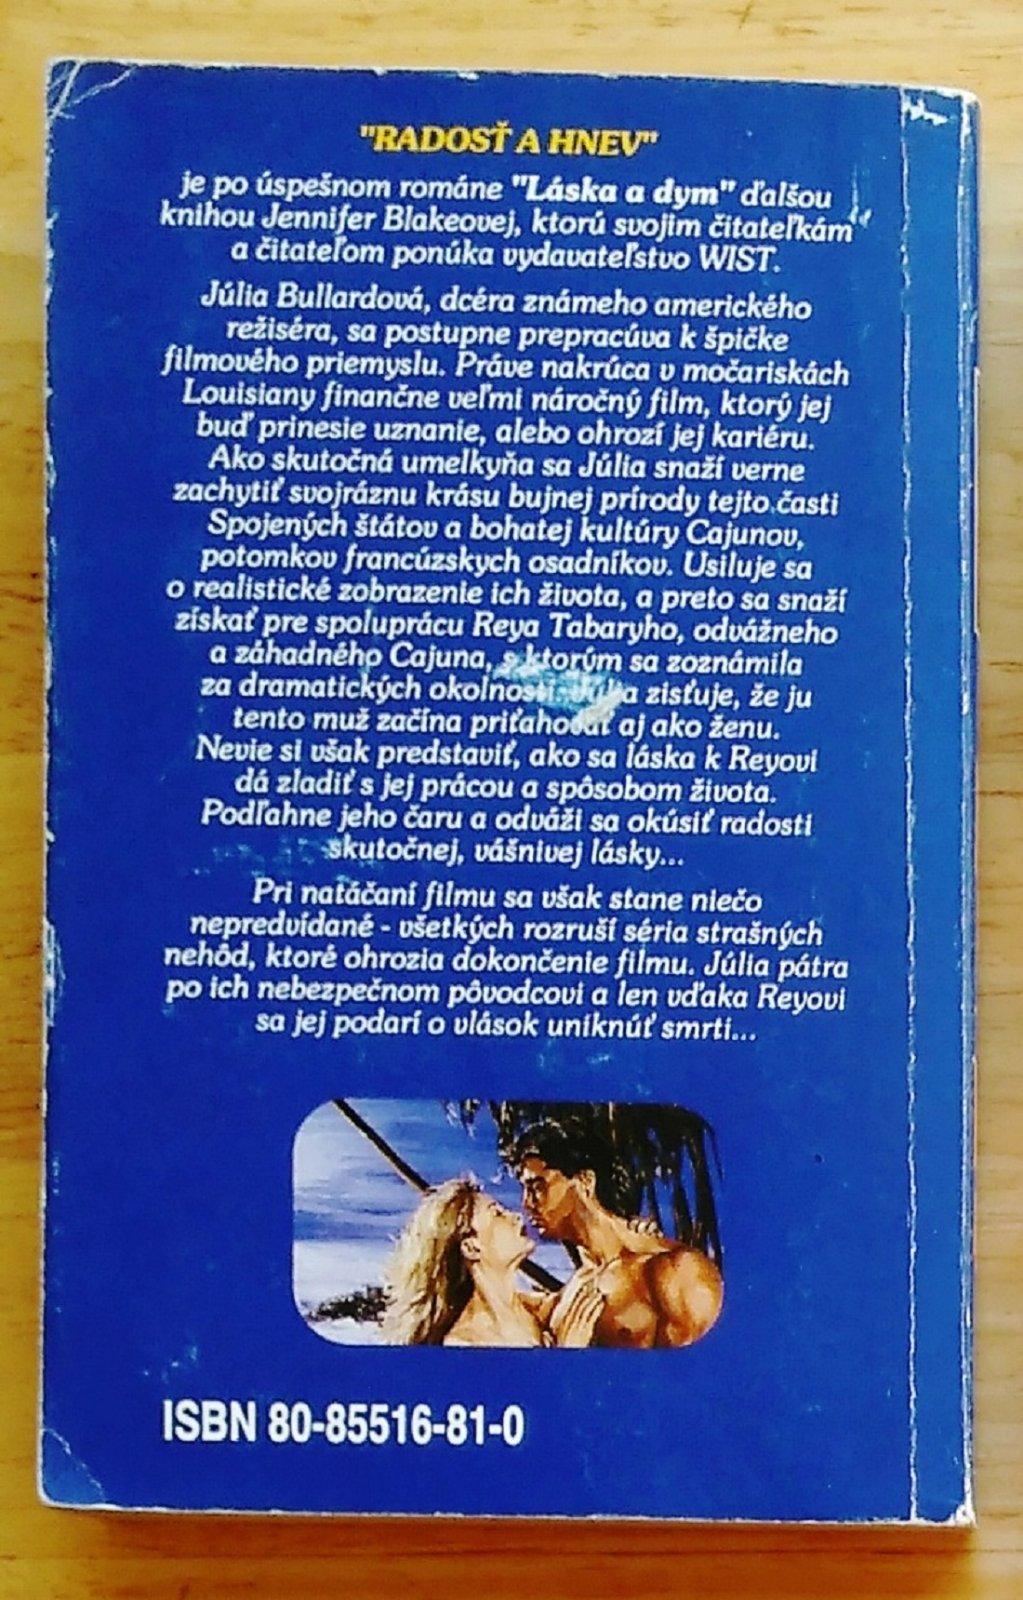 "RADOSŤ A HNEV"
je po úspešnom románe "Láska a dym" ďalšou
knihou Jennifer Blakeovej, ktorú svojim čitateľkám
a čitateľom ponúka vydavateľstvo WIST.
Júlia Bullardová, dcéra známeho amerického
režiséra, sa postupne prepracúva k špičke
filmového priemyslu. Práve nakrúca v močariskách
Louisiany finančne veľmi náročný film, ktorý jej
buď prinesie uznanie, alebo ohrozí jej kariéru.
Ako skutočná umelkyňa sa Júlia snaží verne
zachytiť svojráznu krásu bujnej prírody tejto časti
Spojených štátov a bohatej kultúry Cajunov,
potomkov francúzskych osadníkov. Usiluje sa
o realistické zobrazenie ich života, a preto sa snaží
získať pre spoluprácu Reya Tabaryho, odvážneho
a záhadného Cajuna, s ktorým sa zoznámila
za dramatických okolností. Júlia zisťuje, že ju
tento muž začína priťahovať aj ako ženu.
Nevie si však predstaviť, ako sa láska k Reyovi
dá zladiť s jej prácou a spôsobom života.
Podľahne jeho čaru a odváži sa okúsiť radosti
skutočnej, vášnivej lásky...
Pri natáčaní filmu sa však stane niečo
nepredvídané - všetkých rozruší séria strašných
nehôd, ktoré ohrozia dokončenie filmu. Júlia pátra
po ich nebezpečnom pôvodcovi a len vďaka Reyovi
sa jej podarí o vlások uniknúť smrti...
ISBN 80-85516-81-0